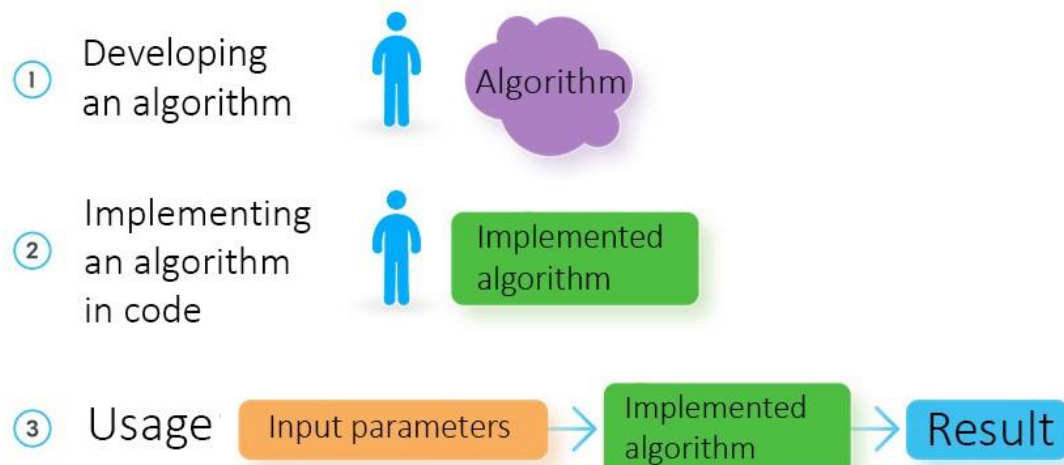 1
Developing
an algorithm
Algorithm
2
Implementing
an algorithm
in code
Implemented
algorithm
3
Usage
Input parameters
Implemented
algorithm
Result